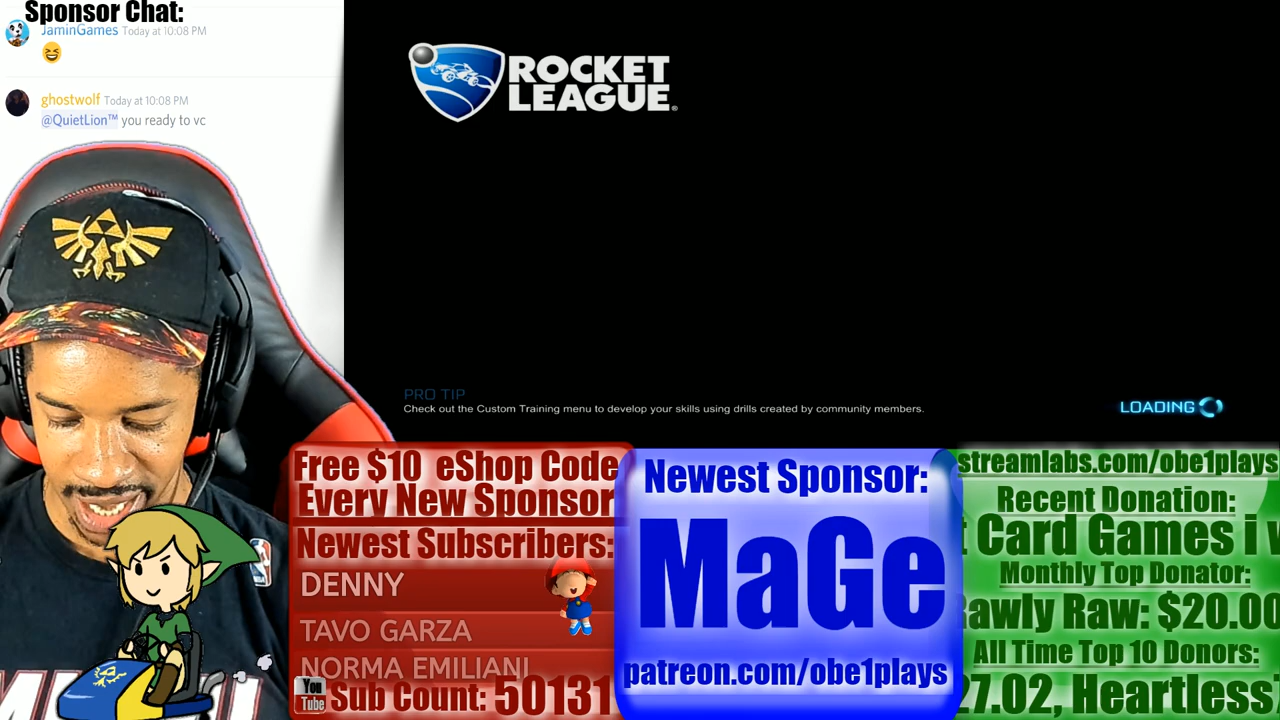 Sponsor Chat:
JaminGames Today at 10:08 PM
ghostwolf Today at 10:08 PM
@QuietLion™ you ready to vc
ROCKET
LEAGUE®
PRO TIP
Check out the Custom Training menu to develop your skills using drills created by community members.
LOADING
Free $10 eShop Code
Every New Sponsor
Newest Subscribers:
DENNY
TAVO GARZA
NORMA EMILIANI
You
Tube
Sub Count: 50131
Newest Sponsor:
MaGe
patreon.com/obe1plays
streamlabs.com/obe1plays
Recent Donation:
Card Games i
Monthly Top Donator:
awly Raw: $20.00
All Time Top 10 Donors:
27.02, Heartless
NBA